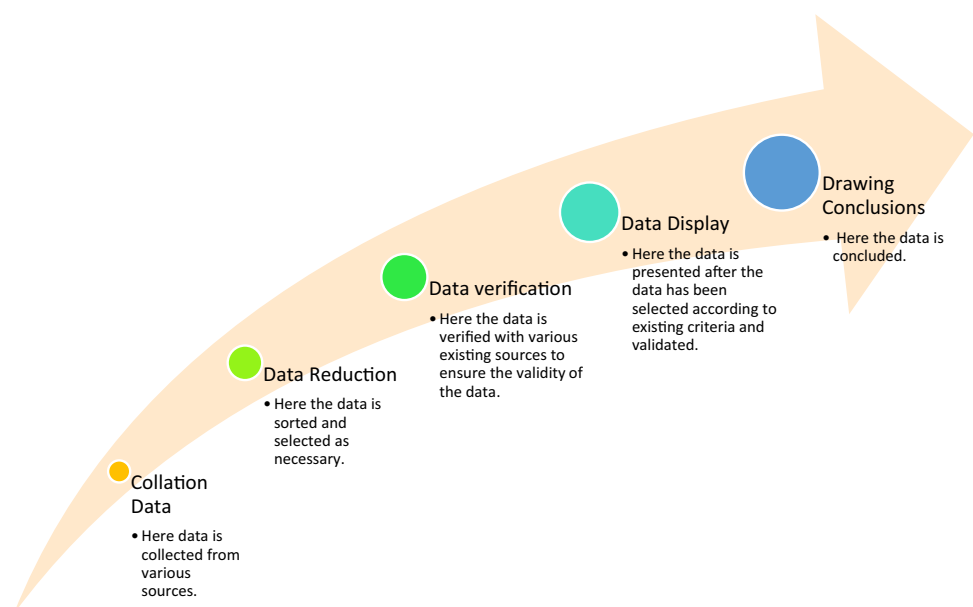 Collation
Data
• Here data is
collected from
various
sources.
Data Reduction
• Here the data is
sorted and
selected as
necessary.
Data verification
• Here the data is
verified with various
existing sources to
ensure the validity of
the data.
Data Display
• Here the data is
presented after the
data has been
selected according to
existing criteria and
validated.
Drawing
Conclusions
• Here the data is
concluded.